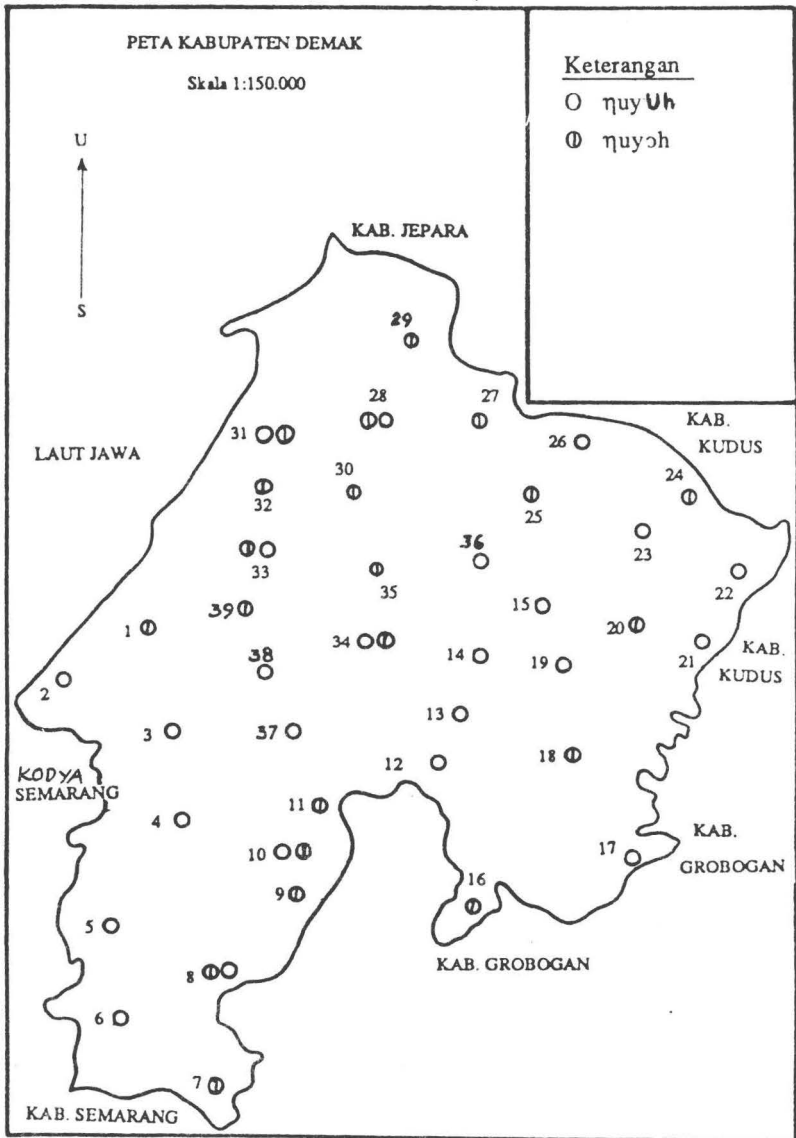 PETA KABUPATEN DEMAK
Skala 1:150.000
Keterangan
ηuyUh
ηuyɔh
U
S
KAB. JEPARA
29
28
27
31
26
KAB.
KUDUS
LAUT JAWA
24
32
30
25
23
33
36
22
35
39
15
1
20
34
14
19
21
KAB.
KUDUS
38
2
3
37
13
18
12
KODYA
SEMARANG
11
4
10
17
KAB.
GROBOGAN
9
16
5
KAB. GROBOGAN
8
6
7
KAB. SEMARANG